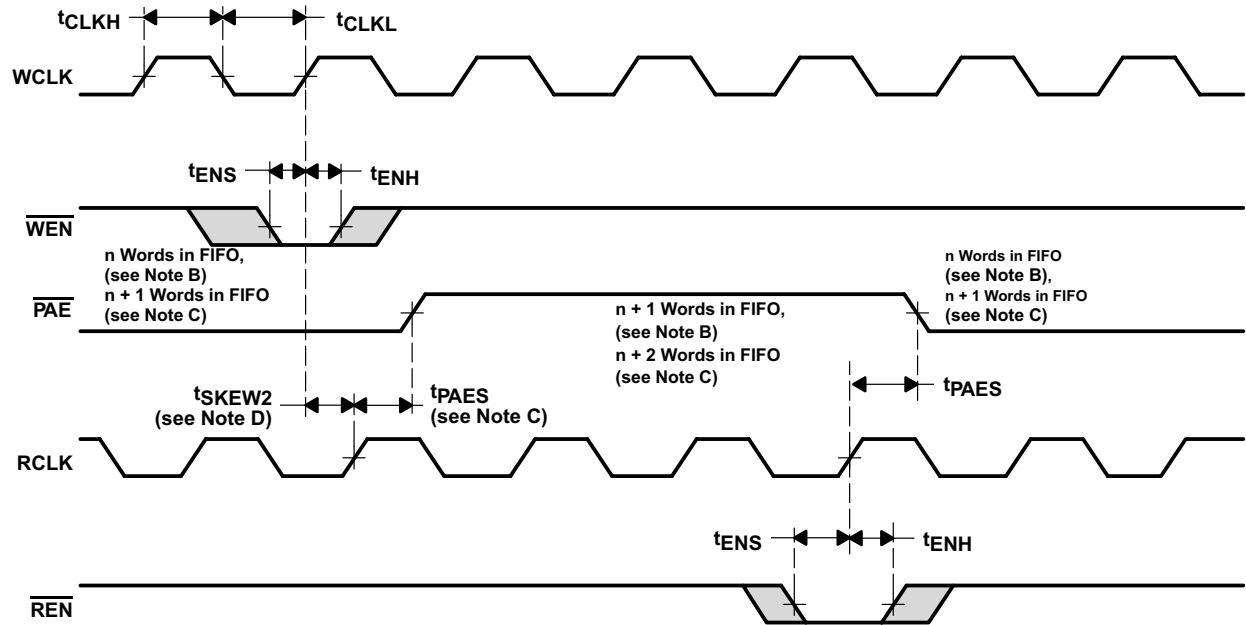 tCLKH
tCLKL
WCLK
tENS
tENH
WEN
n Words in FIFO,
(see Note B)
n + 1 Words in FIFO
(see Note C)
n Words in FIFO
(see Note B),
n + 1 Words in FIFO
(see Note C)
PAE
n + 1 Words in FIFO,
(see Note B)
n + 2 Words in FIFO
(see Note C)
tSKEW2
(see Note D)
tPAES
(see Note C)
tPAES
RCLK
tENS
tENH
REN